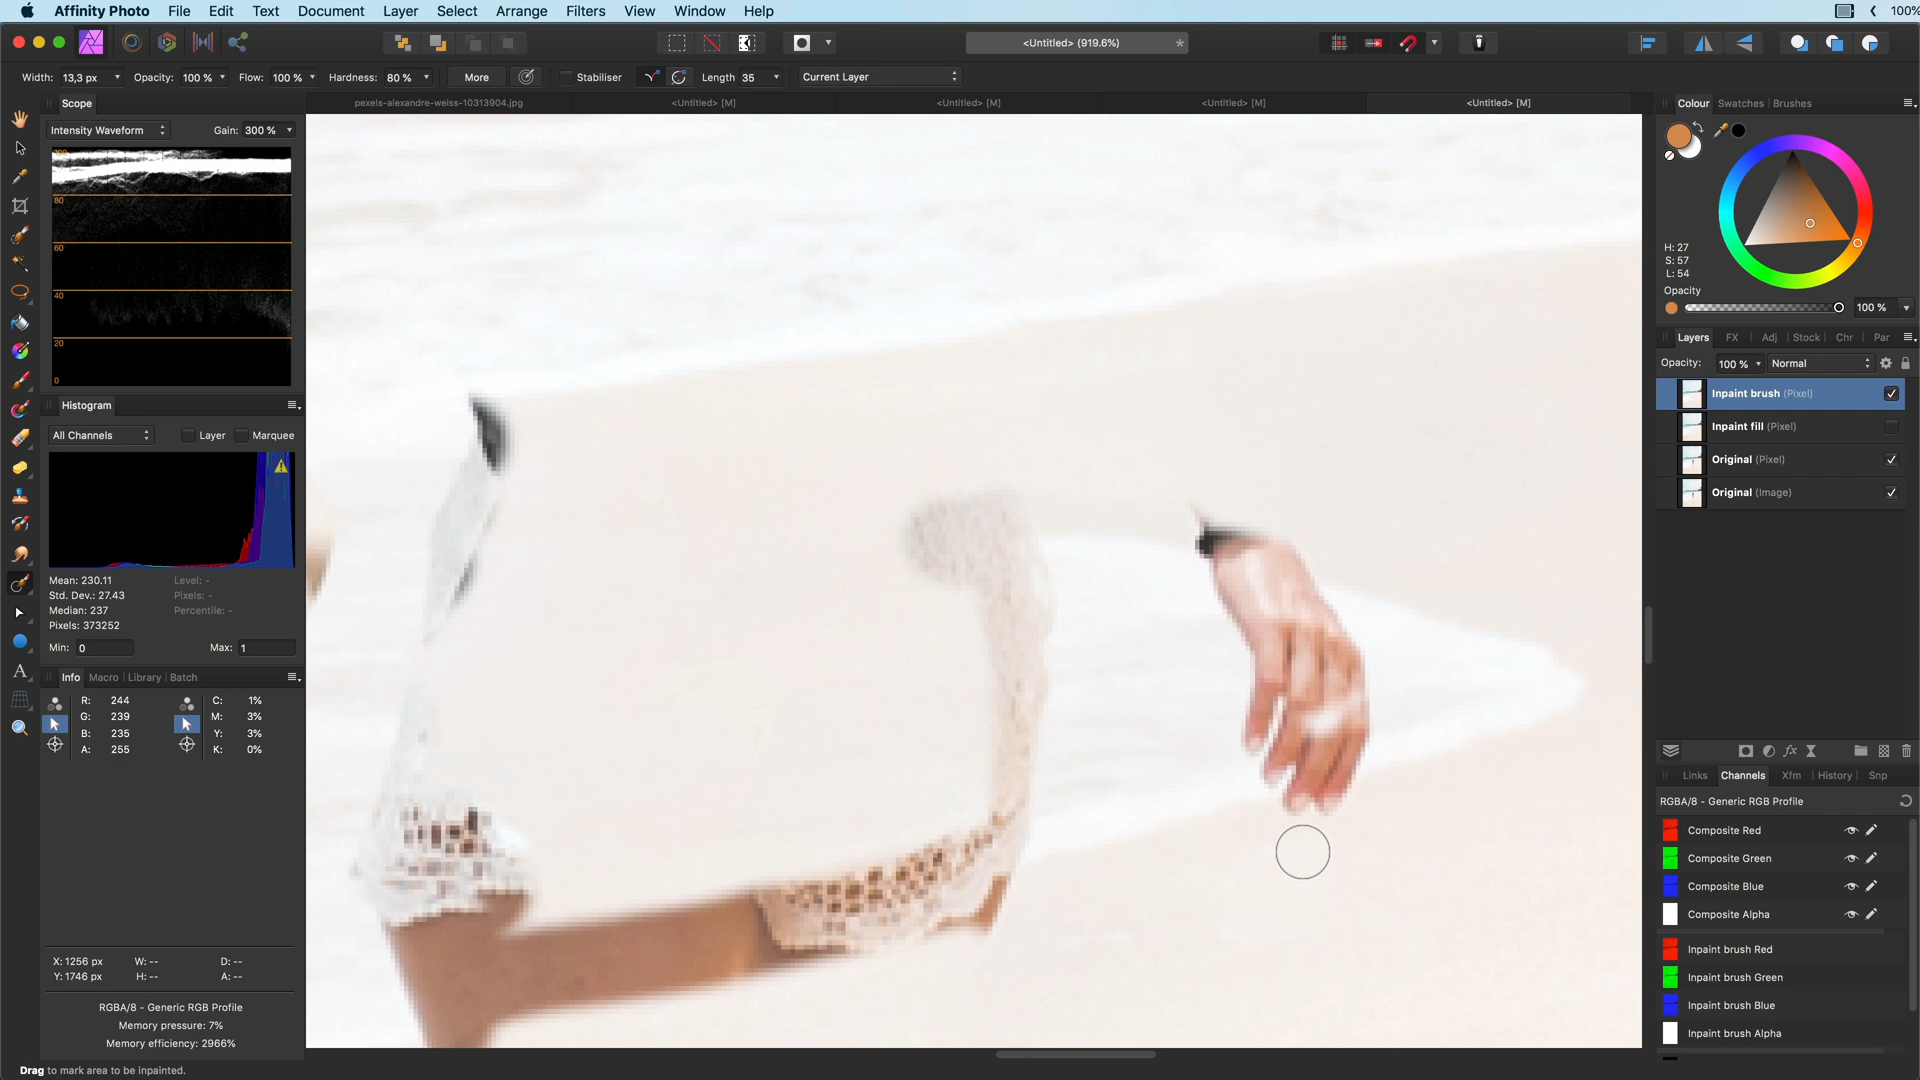 Affinity Photo File Edit Text Document Layer Select Arrange Filters View Window Help 100%
<Untitled> (919.6%) *
Width: 13,3 px Opacity: 100 % Flow: 100 % Hardness: 80 % More Stabiliser Length 35 Current Layer
pexels-alexandre-weiss-10313904.jpg <Untitled> [M] <Untitled> [M] <Untitled> [M] <Untitled> [M]
Scope
Intensity Waveform Gain: 300 %
100
80
60
40
20
0
Histogram
All Channels Layer Marquee
Mean: 230.11 Level: -
Std. Dev.: 27.43 Pixels: -
Median: 237 Percentile: -
Pixels: 373252
Min: 0 Max: 1
Info Macro Library Batch
R: 244 C: 1%
G: 239 M: 3%
B: 235 Y: 3%
A: 255 K: 0%
X: 1256 px W: -- D: --
Y: 1746 px H: -- A: --
RGBA/8 - Generic RGB Profile
Memory pressure: 7%
Memory efficiency: 2966%
Drag to mark area to be inpainted.
Colour Swatches Brushes
H: 27
S: 57
L: 54
Opacity
100 %
Layers FX Adj Stock Chr Par
Opacity: 100 % Normal
Inpaint brush (Pixel)
Inpaint fill (Pixel)
Original (Pixel)
Original (Image)
fx
Links Channels Xfm History Snp
RGBA/8 - Generic RGB Profile
Composite Red
Composite Green
Composite Blue
Composite Alpha
Inpaint brush Red
Inpaint brush Green
Inpaint brush Blue
Inpaint brush Alpha